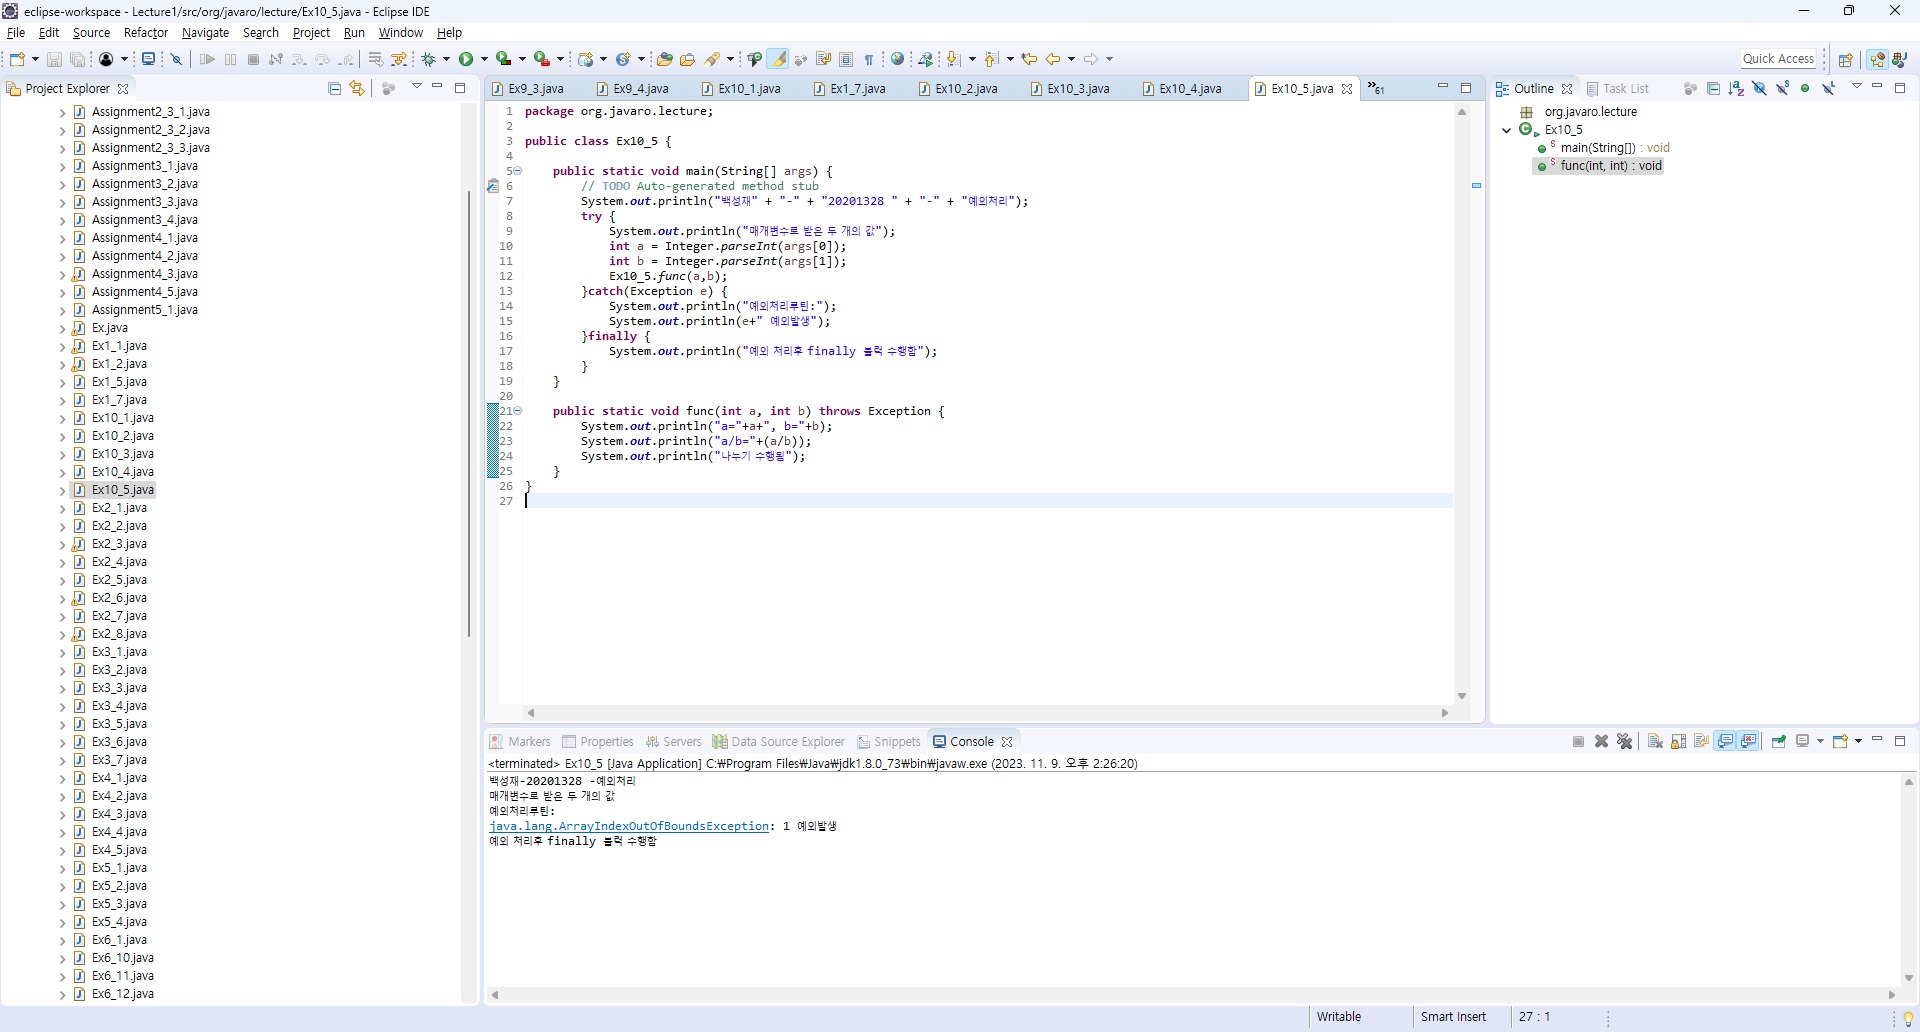 eclipse-workspace - Lecture1/src/org/javaro/lecture/Ex10_5.java - Eclipse IDE
File Edit Source Refactor Navigate Search Project Run Window Help
Quick Access
Project Explorer
Assignment2_3_1.java
Assignment2_3_2.java
Assignment2_3_3.java
Assignment3_1.java
Assignment3_2.java
Assignment3_3.java
Assignment3_4.java
Assignment4_1.java
Assignment4_2.java
Assignment4_3.java
Assignment4_5.java
Assignment5_1.java
Ex.java
Ex1_1.java
Ex1_2.java
Ex1_5.java
Ex1_7.java
Ex10_1.java
Ex10_2.java
Ex10_3.java
Ex10_4.java
Ex10_5.java
Ex2_1.java
Ex2_2.java
Ex2_3.java
Ex2_4.java
Ex2_5.java
Ex2_6.java
Ex2_7.java
Ex2_8.java
Ex3_1.java
Ex3_2.java
Ex3_3.java
Ex3_4.java
Ex3_5.java
Ex3_6.java
Ex3_7.java
Ex4_1.java
Ex4_2.java
Ex4_3.java
Ex4_4.java
Ex4_5.java
Ex5_1.java
Ex5_2.java
Ex5_3.java
Ex5_4.java
Ex6_1.java
Ex6_10.java
Ex6_11.java
Ex6_12.java
Ex9_3.java Ex9_4.java Ex10_1.java Ex1_7.java Ex10_2.java Ex10_3.java Ex10_4.java Ex10_5.java »61
1 package org.javaro.lecture;
2
3 public class Ex10_5 {
4
5 public static void main(String[] args) {
6 // TODO Auto-generated method stub
7 System.out.println("백성재" + "-" + "20201328 " + "-" + "예외처리");
8 try {
9 System.out.println("매개변수로 받은 두 개의 값");
10 int a = Integer.parseInt(args[0]);
11 int b = Integer.parseInt(args[1]);
12 Ex10_5.func(a,b);
13 }catch(Exception e) {
14 System.out.println("예외처리루틴:");
15 System.out.println(e+" 예외발생");
16 }finally {
17 System.out.println("예외 처리후 finally 블럭 수행함");
18 }
19 }
20
21 public static void func(int a, int b) throws Exception {
22 System.out.println("a="+a+", b="+b);
23 System.out.println("a/b="+(a/b));
24 System.out.println("나누기 수행됨");
25 }
26 }
27
Outline Task List
org.javaro.lecture
Ex10_5
main(String[]) : void
func(int, int) : void
Markers Properties Servers Data Source Explorer Snippets Console
<terminated> Ex10_5 [Java Application] C:₩Program Files₩Java₩jdk1.8.0_73₩bin₩javaw.exe (2023. 11. 9. 오후 2:26:20)
백성재-20201328 -예외처리
매개변수로 받은 두 개의 값
예외처리루틴:
java.lang.ArrayIndexOutOfBoundsException: 1 예외발생
예외 처리후 finally 블럭 수행함
Writable Smart Insert 27 : 1